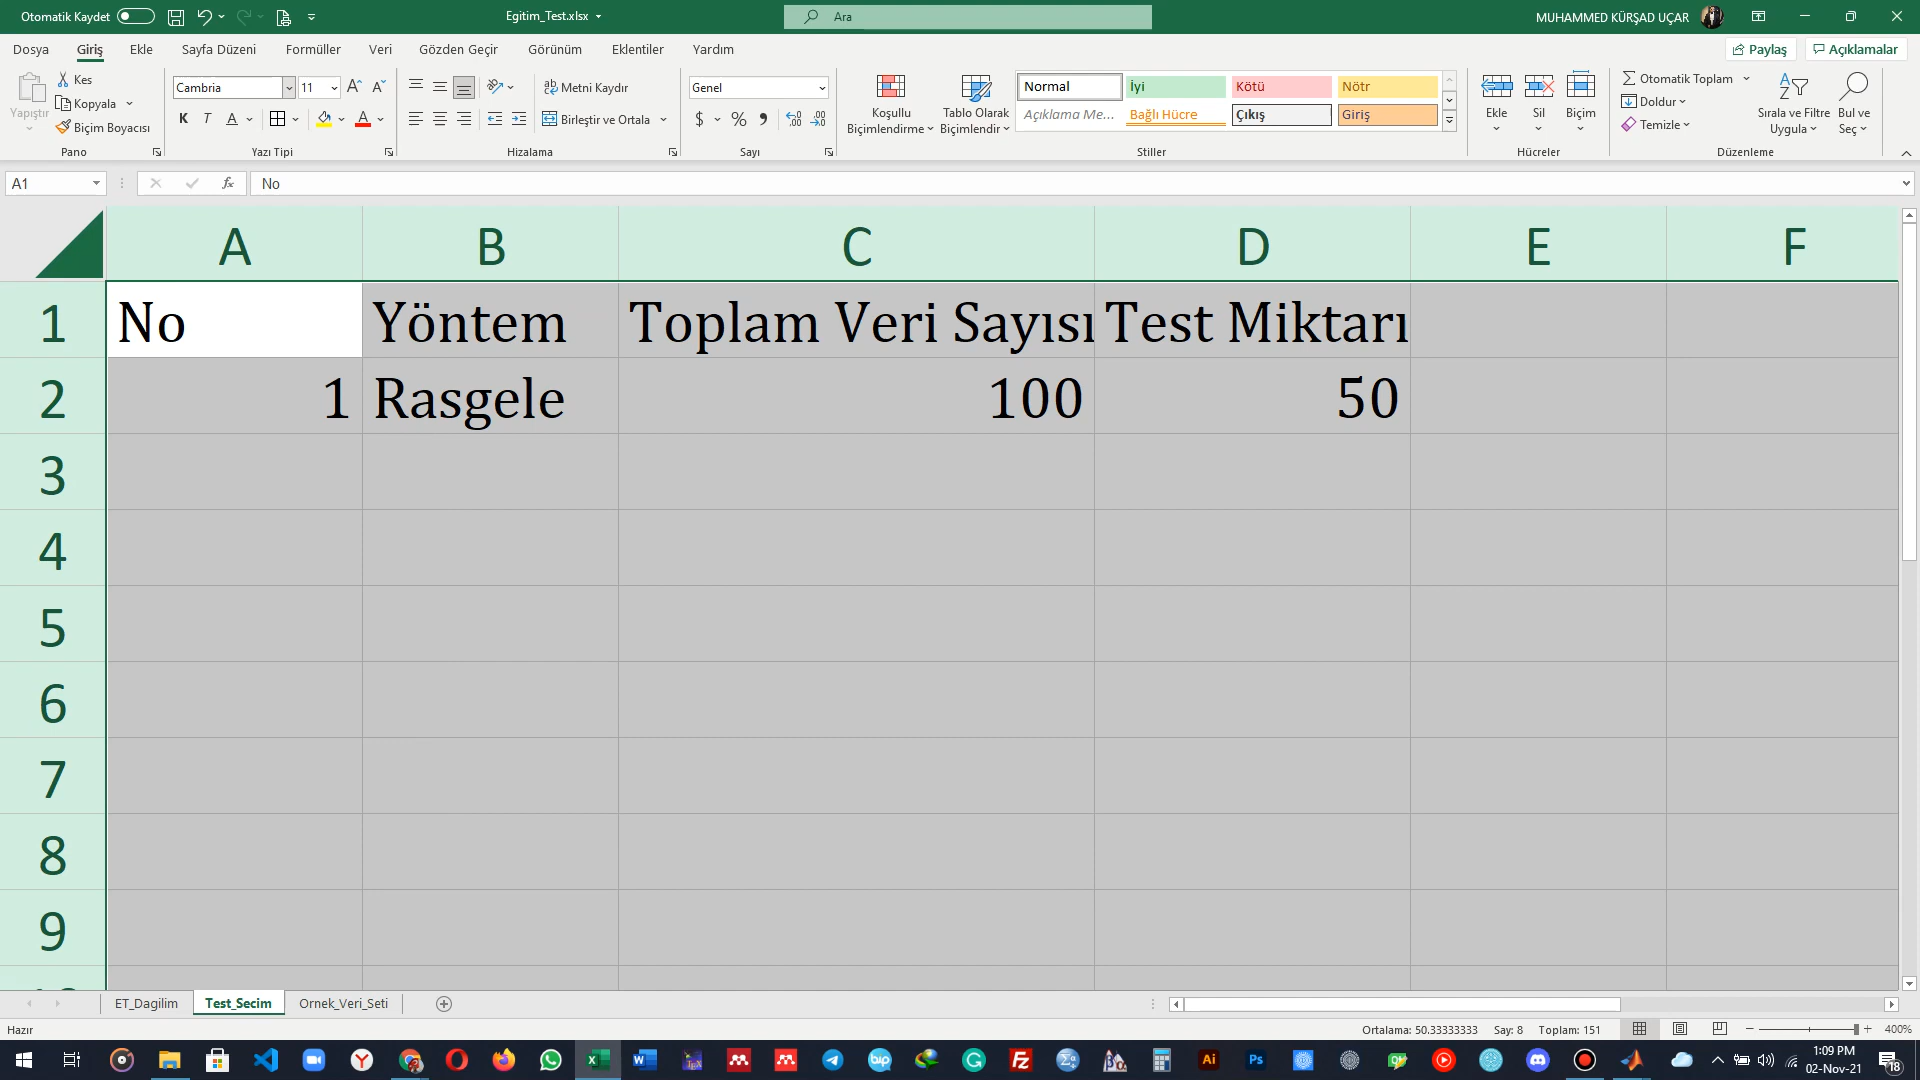 Otomatik Kaydet
Egitim_Test.xlsx
Ara
MUHAMMED KÜRŞAD UÇAR
Dosya Giriş Ekle Sayfa Düzeni Formüller Veri Gözden Geçir Görünüm Eklentiler Yardım
Paylaş Açıklamalar
Yapıştır
Kes
Kopyala
Biçim Boyacısı
Pano
Cambria 11
K T A
Yazı Tipi
Metni Kaydır
Birleştir ve Ortala
Hizalama
Genel
$ % 
Sayı
Koşullu Biçimlendirme
Tablo Olarak Biçimlendir
Normal İyi Kötü Nötr
Açıklama Me... Bağlı Hücre Çıkış Giriş
Stiller
Ekle Sil Biçim
Hücreler
Otomatik Toplam
Doldur
Temizle
Sırala ve Filtre Uygula
Bul ve Seç
Düzenleme
A1 fx No
A B C D E F
1 No Yöntem Toplam Veri Sayısı Test Miktarı
2 1 Rasgele 100 50
3
4
5
6
7
8
9
ET_Dagilim Test_Secim Ornek_Veri_Seti
Hazır
Ortalama: 50.33333333 Say: 8 Toplam: 151
400%
1:09 PM
02-Nov-21
18